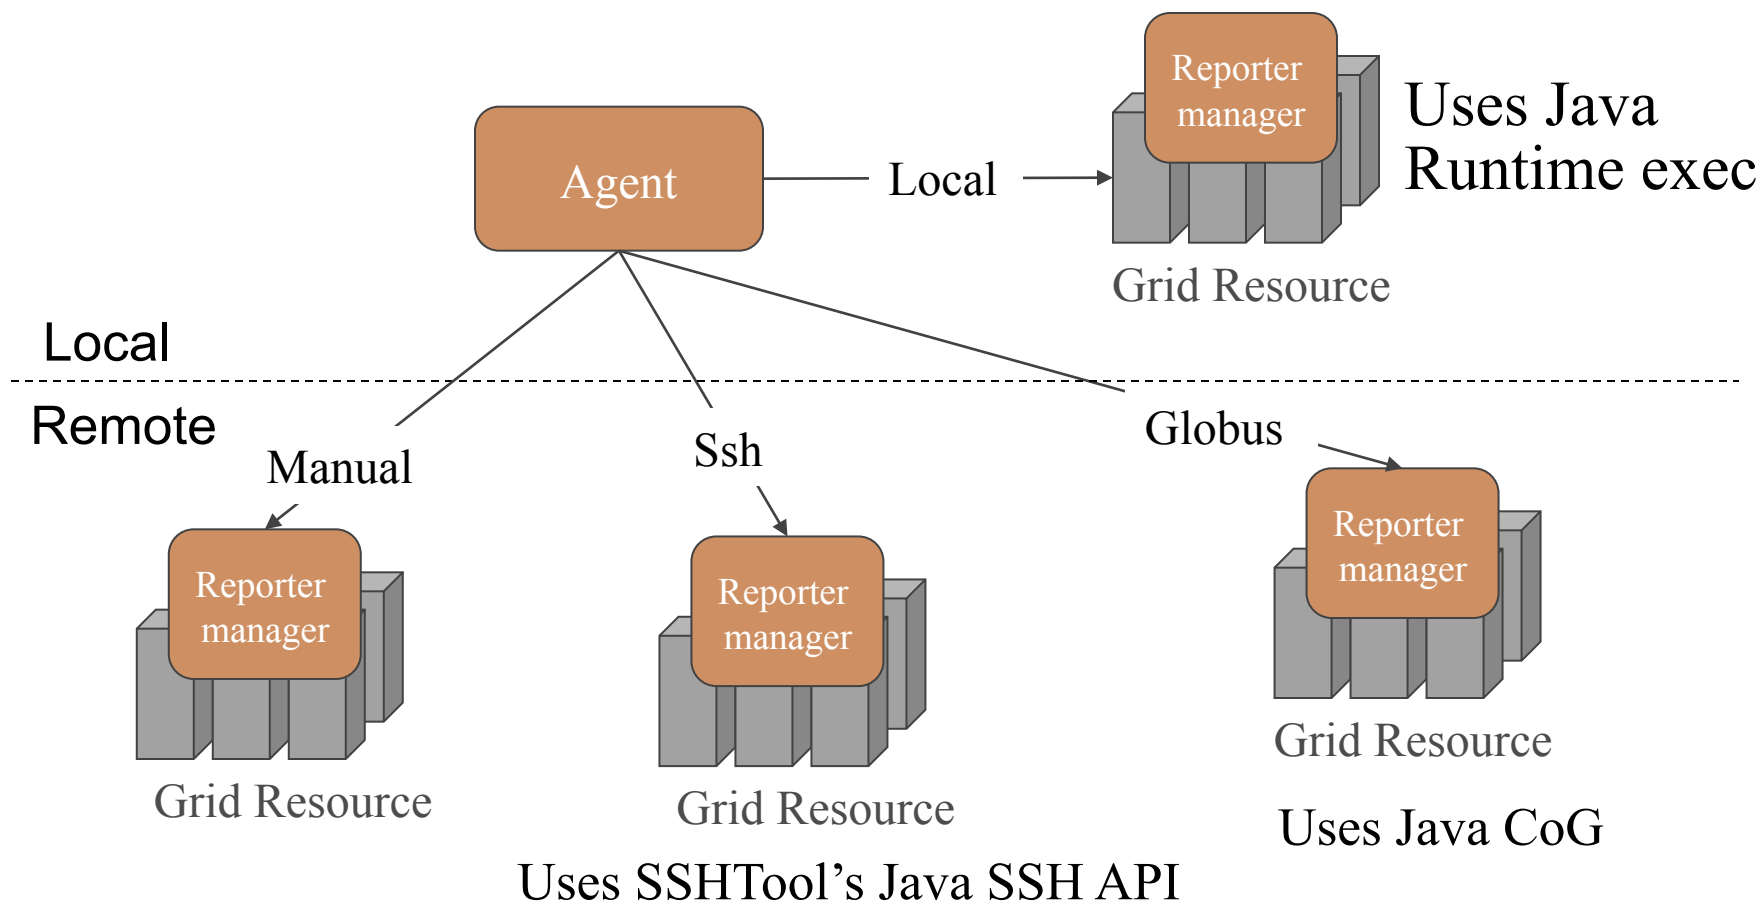 Reporter
manager
Uses Java
Runtime exec
Agent
Local
Grid Resource
Local
Remote
Manual
Ssh
Globus
Reporter
manager
Grid Resource
Reporter
manager
Grid Resource
Uses SSHTool’s Java SSH API
Reporter
manager
Grid Resource
Uses Java CoG